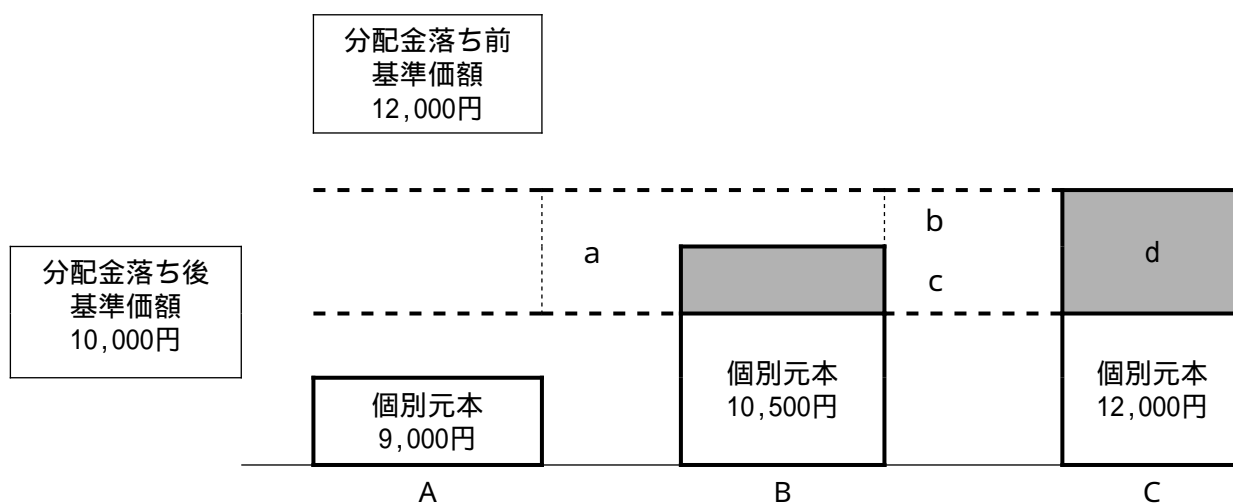 分配金落ち前
基準価額
12,000円
b
a
d
c
分配金落ち後
基準価額
10,000円
個別元本
9,000円
個別元本
10,500円
個別元本
12,000円
A
B
C